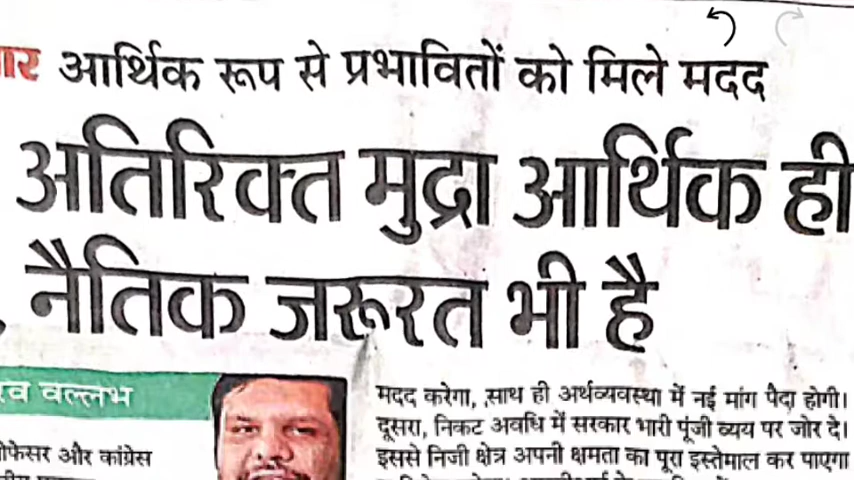 आर्थिक रूप से प्रभावितों को मिले मदद
अतिरिक्त मुद्रा आर्थिक ही
नैतिक जरूरत भी है
वल्लभ
और कांग्रेस
मदद करेगा, साथ ही अर्थव्यवस्था में नई मांग पैदा होगी।
दूसरा, निकट अवधि में सरकार भारी पूंजी व्यय पर जोर दे।
इससे निजी क्षेत्र अपनी क्षमता का पूरा इस्तेमाल कर पाएगा